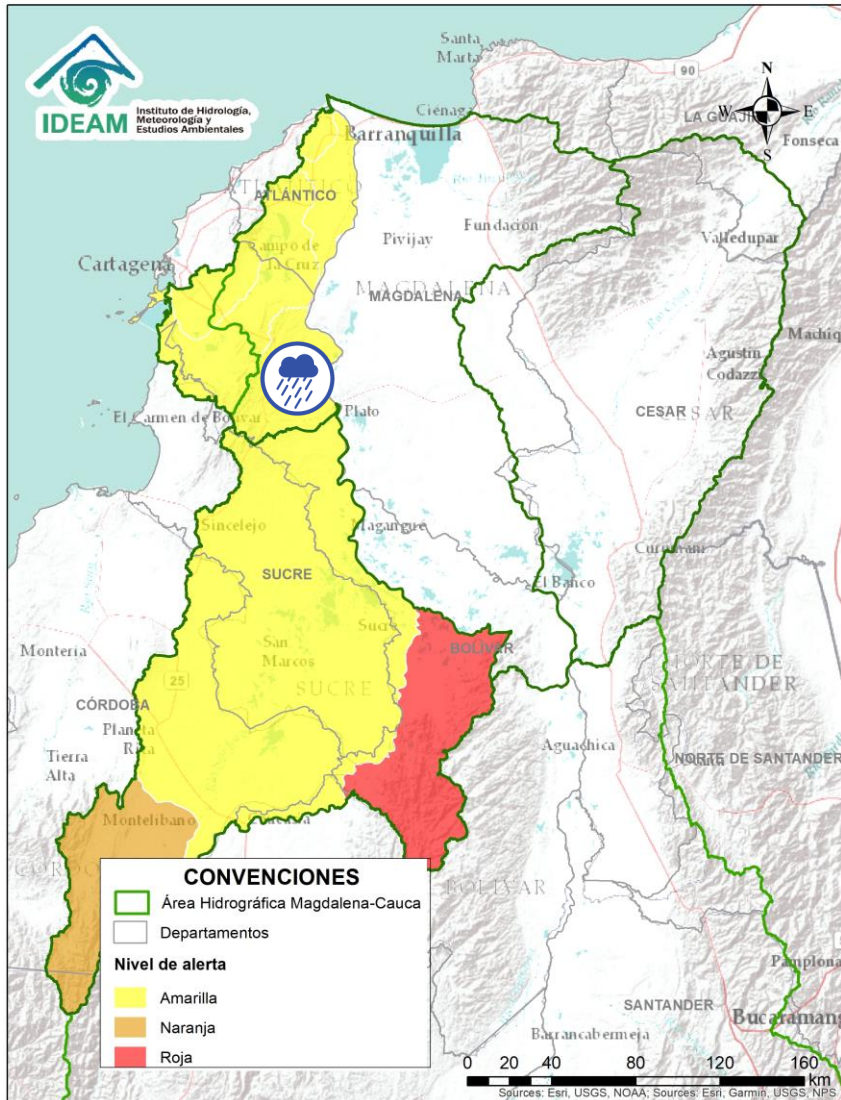 IDEAM
Instituto de Hidrología,
Meteorología y
Estudios Ambientales
Santa
Marta
90
N
W
E
S
Ciénaga
LA GUAJIRA
Fonseca
Barranquilla
ATLÁNTICO
Fundación
Pivijay
Valledupar
Campo de
la Cruz
Cartagena
MAGDALENA
MAGDALENA
Agustín
Codazzi
Plato
CESAR
CESAR
El Carmen de Bolívar
Sincelejo
Magangue
Curumani
SUCRE
El Banco
Sucre
San
Marcos
BOLÍVAR
Montería
25
SUCRE
NORTE DE
SANTANDER
CÓRDOBA
Planeta
Rica
Aguachica
NORTE DE SANTANDER
Tierra
Alta
Montelíbano
BOLÍVAR
CONVENCIONES
Área Hidrográfica Magdalena-Cauca
Departamentos
Nivel de alerta
Amarilla
Naranja
Roja
Pamplona
SANTANDER
Barrancabermeja
0 20 40 80 120 160
Km
Sources: Esri, USGS, NOAA; Sources: Esri, Garmin, USGS, NPS